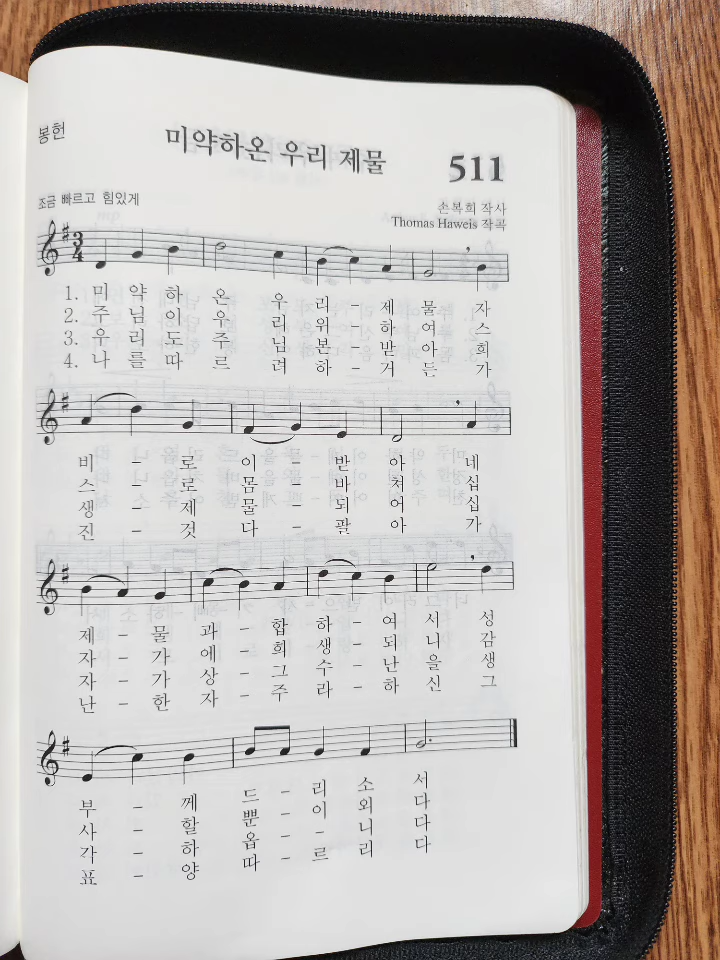 봉헌
미약하온 우리 제물
511
조금 빠르고 힘있게
손복희 작사
Thomas Haweis 작곡
3
4
1. 미 약 하 온 우 리 - 제 물 자
2. 주 님 이 우 리 위 - 하 여 스
3. 우 리 도 주 님 본 - 받 아 희
4. 나 를 따 르 려 하 - 거 든 가
비 - 로 이 - 받 아 네
스 - 로 몸 - 바 쳐 십
생 - 제 물 - 되 어 십
진 - 것 다 - 팔 아 가
제 - 물 과 - 합 하 - 여 시 성
자 - 가 에 - 희 생 - 되 니 감
자 - 가 상 - 그 수 - 난 을 생
난 - 한 자 - 주 라 - 하 신 그
부 - 께 드 - 리 소 서
사 - 할 뿐 - 이 외 다
각 - 하 옵 - - 니 다
표 - 양 따 - 르 리 다